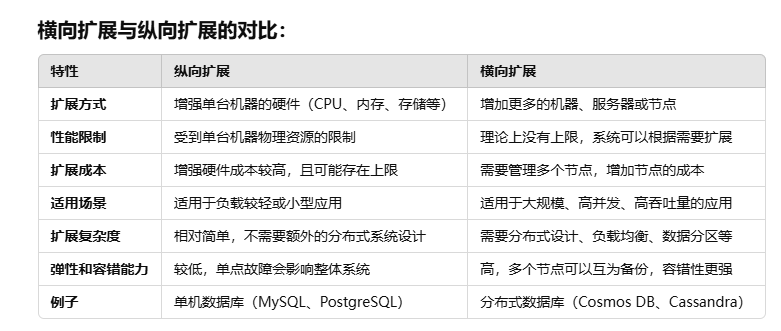 横向扩展与纵向扩展的对比：
特性 纵向扩展 横向扩展
扩展方式 增强单台机器的硬件（CPU、内存、存储等） 增加更多的机器、服务器或节点
性能限制 受到单台机器物理资源的限制 理论上没有上限，系统可以根据需要扩展
扩展成本 增强硬件成本较高，且可能存在上限 需要管理多个节点，增加节点的成本
适用场景 适用于负载较轻或小型应用 适用于大规模、高并发、高吞吐量的应用
扩展复杂度 相对简单，不需要额外的分布式系统设计 需要分布式设计、负载均衡、数据分区等
弹性和容错能力 较低，单点故障会影响整体系统 高，多个节点可以互为备份，容错性更强
例子 单机数据库（MySQL、PostgreSQL） 分布式数据库（Cosmos DB、Cassandra）